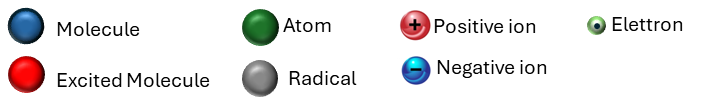 Molecule
Atom
Positive ion
Elettron
Excited Molecule
Radical
Negative ion